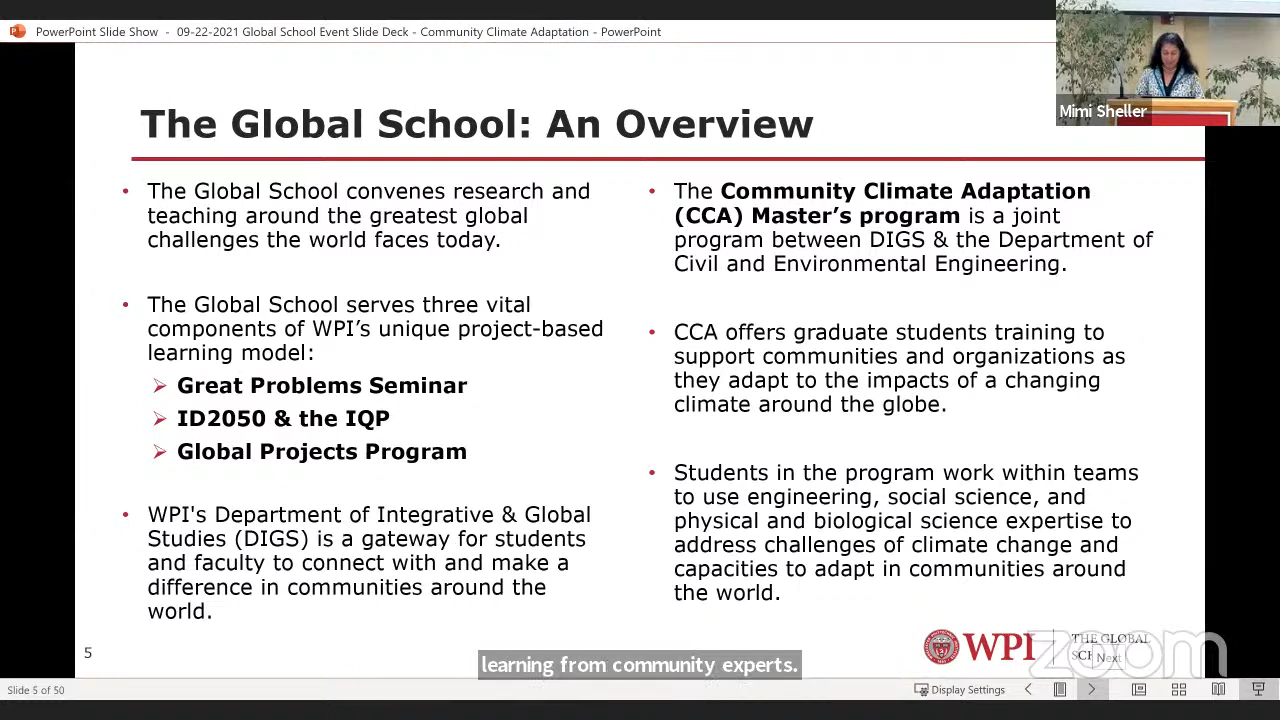 PowerPoint Slide Show - 09-22-2021 Global School Event Slide Deck - Community Climate Adaptation - PowerPoint
Mimi Sheller
The Global School: An Overview
• The Global School convenes research and
teaching around the greatest global
challenges the world faces today.
• The Global School serves three vital
components of WPI’s unique project-based
learning model:
➢ Great Problems Seminar
➢ ID2050 & the IQP
➢ Global Projects Program
• WPI's Department of Integrative & Global
Studies (DIGS) is a gateway for students
and faculty to connect with and make a
difference in communities around the
world.
• The Community Climate Adaptation
(CCA) Master’s program is a joint
program between DIGS & the Department of
Civil and Environmental Engineering.
• CCA offers graduate students training to
support communities and organizations as
they adapt to the impacts of a changing
climate around the globe.
• Students in the program work within teams
to use engineering, social science, and
physical and biological science expertise to
address challenges of climate change and
capacities to adapt in communities around
the world.
5
WPI
THE GLOBAL
zoom
Next
learning from community experts.
Slide 5 of 50
Display Settings